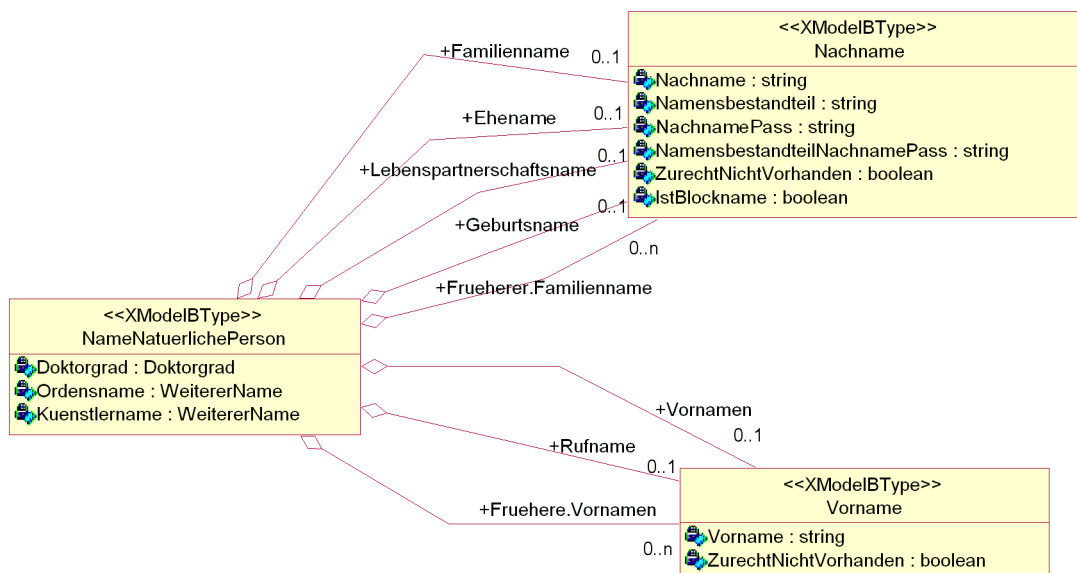 <<XModelBType>>
Nachname
Nachname : string
Namensbestandteil : string
NachnamePass : string
NamensbestandteilNachnamePass : string
ZurechtNichtVorhanden : boolean
IstBlockname : boolean
+Familienname
0..1
+Ehename
0..1
+Lebenspartnerschaftsname
0..1
+Geburtsname
0..1
+Frueherer.Familienname
0..n
<<XModelBType>>
NameNatuerlichePerson
Doktorgrad : Doktorgrad
Ordensname : WeitererName
Kuenstlername : WeitererName
+Vornamen
0..1
+Rufname
0..1
+Fruehere.Vornamen
0..n
<<XModelBType>>
Vorname
Vorname : string
ZurechtNichtVorhanden : boolean